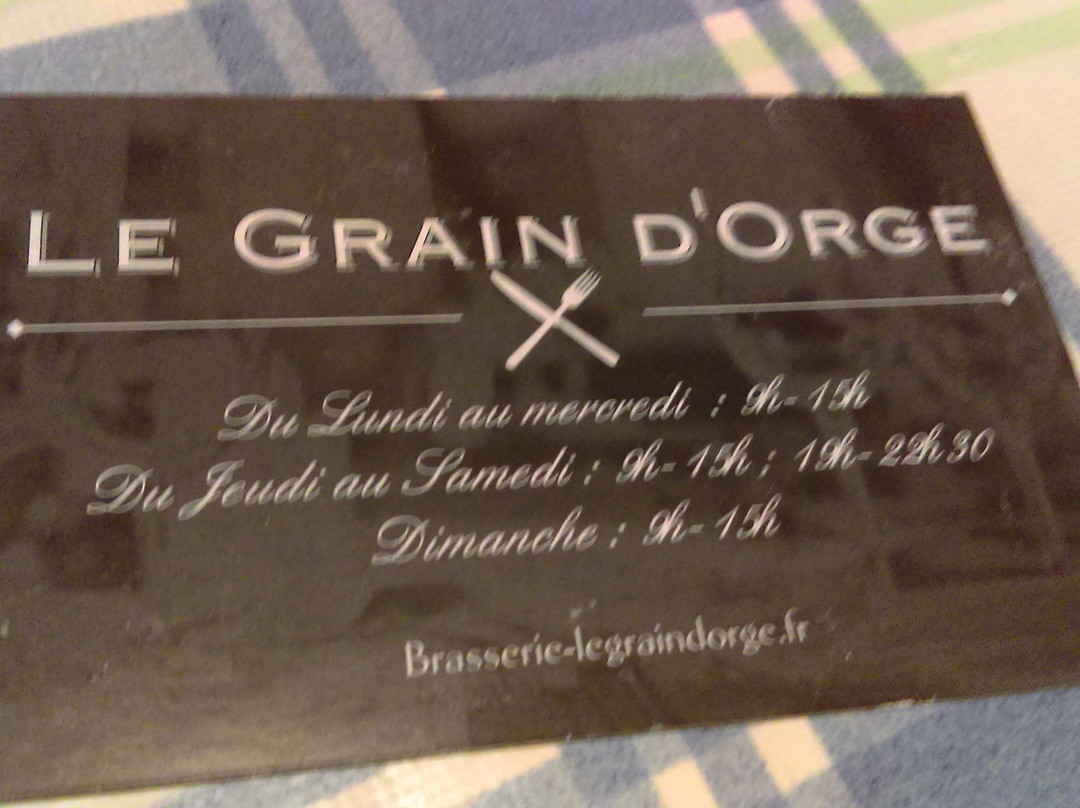 LE GRAIN D'ORGE
Du Lundi au mercredi : 9h-15h
Du Jeudi au Samedi : 9h-15h ; 19h-22h30
Dimanche : 9h-15h
Brasserie-legraindorge.fr